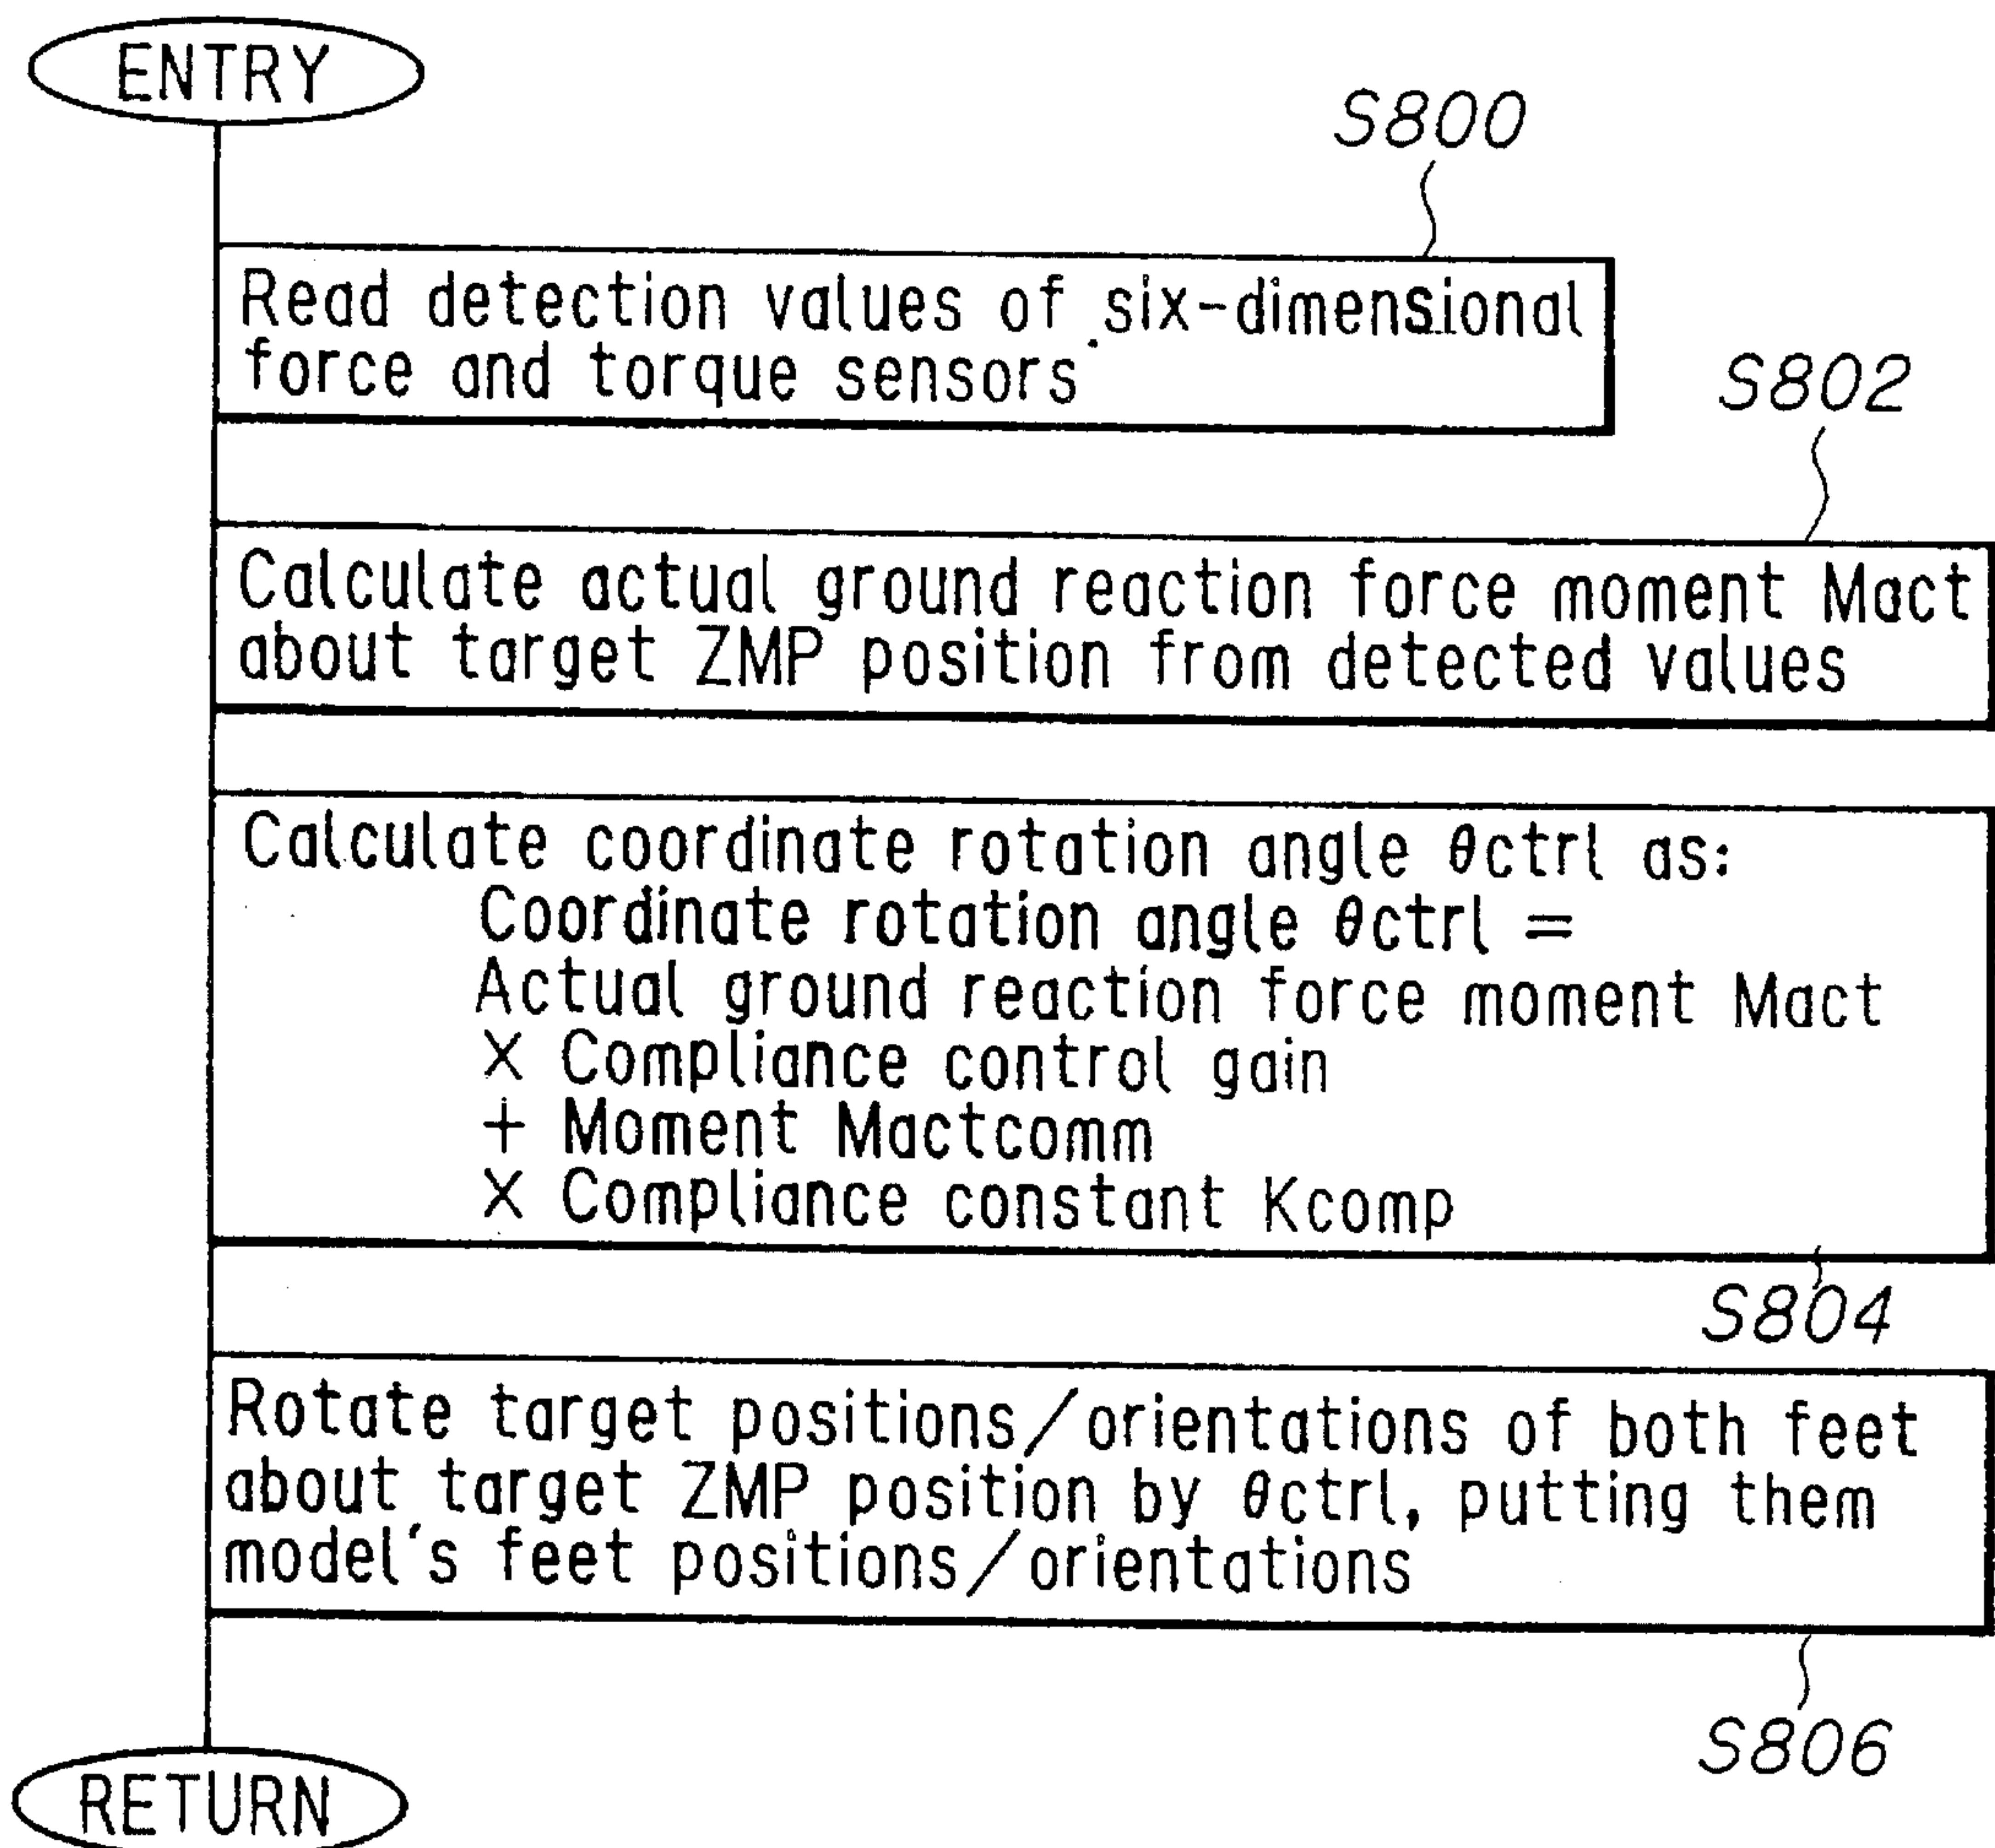 ENTRY
S800
Read detection values of six-dimensional
force and torque sensors
S802
Calculate actual ground reaction force moment Mact
about target ZMP position from detected values
Calculate coordinate rotation angle θctrl as:
Coordinate rotation angle θctrl =
Actual ground reaction force moment Mact
× Compliance control gain
+ Moment Mactcomm
× Compliance constant Kcomp
S804
Rotate target positions/orientations of both feet
about target ZMP position by θctrl, putting them
model's feet positions/orientations
S806
RETURN